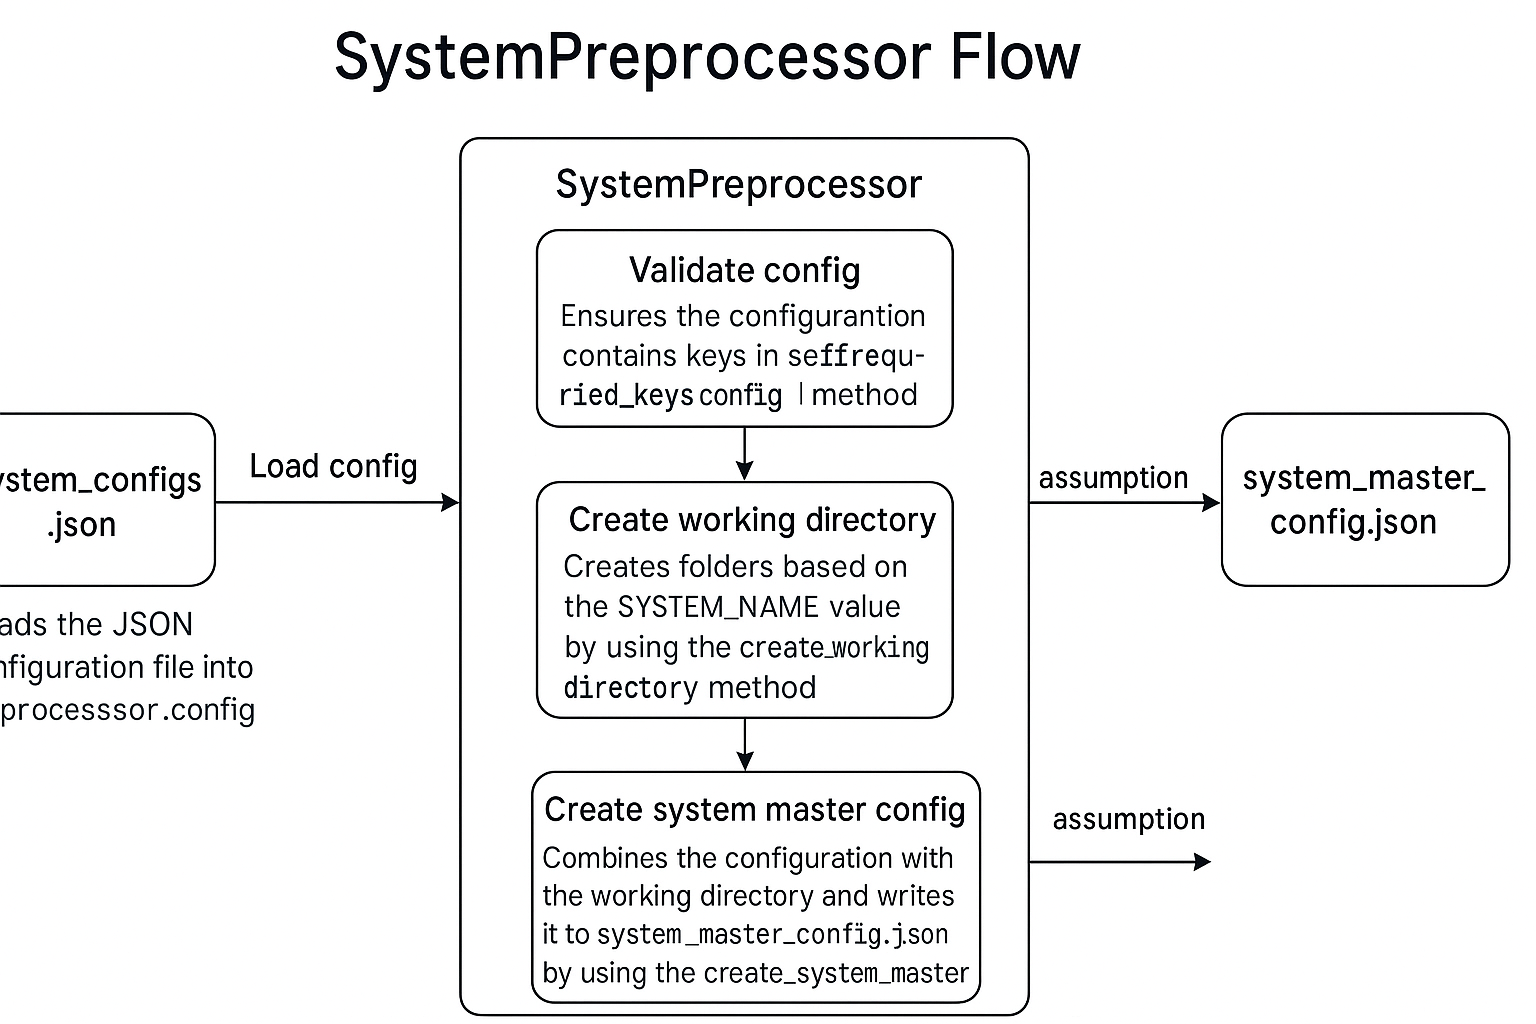 SystemPreprocessor Flow
SystemPreprocessor
Validate config
Ensures the configurantion
contains keys in seffrequ-
ried_keys config | method
ystem_configs
.json
Load config
ads the JSON
nfiguration file into
processsor.config
Create working directory
Creates folders based on
the SYSTEM_NAME value
by using the create_working
directory method
Create system master config
Combines the configuration with
the working directory and writes
it to system_master_config.json
by using the create_system_master
assumption
system_master_
config.json
assumption